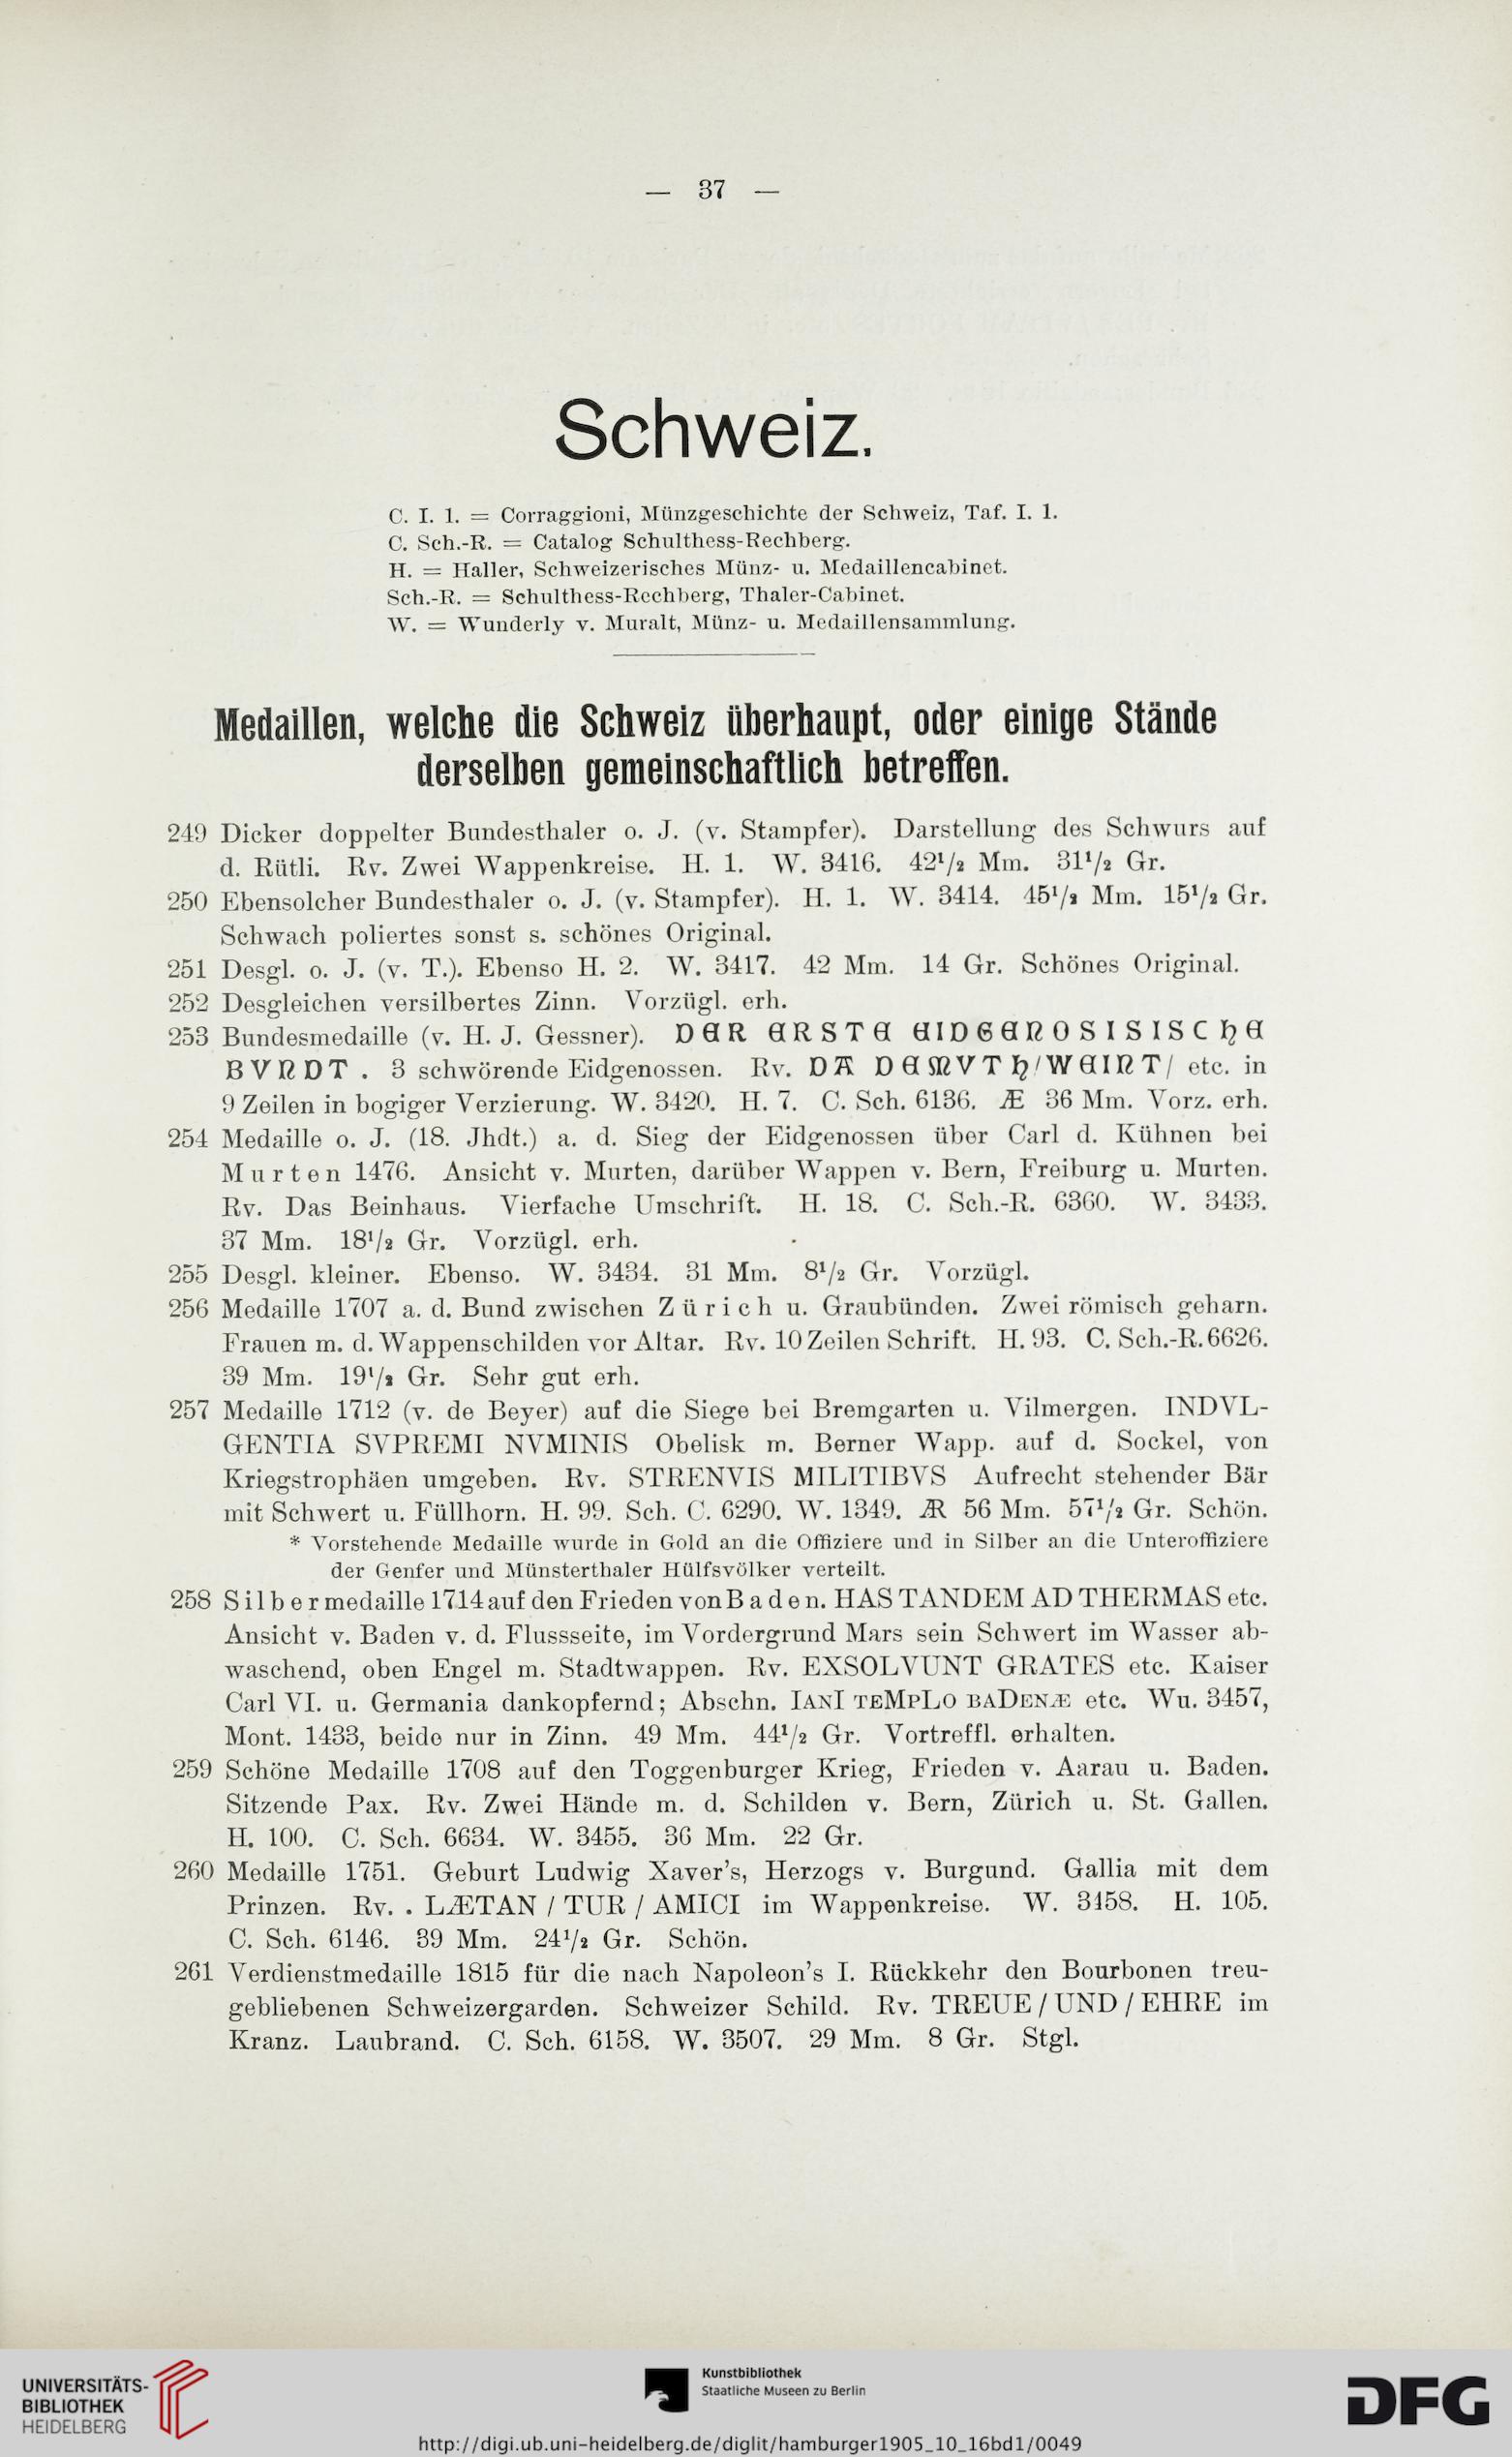 — 37 —
Schweiz.
C. I. 1. = Corraggioni, Münzgeschichte der Schweiz, Taf. I. 1.
C. Sch.-R. = Catalog Schulthess-Rechberg.
H. = Haller, Schweizerisches Münz- u. Medaillencabinet.
Sch.-R. = Schulthess-Rechberg, Thaler-Cabinet.
W. = Wunderly v. Muralt, Münz- u. Medaillensammlung.
Medaillen, welche die Schweiz überhaupt, oder einige Stände
derselben gemeinschaftlich betreffen.
249 Dicker doppelter Bundesthaler o. J. (v. Stampfer). Darstellung des Schwurs auf
d. Rütli. Rv. Zwei Wappenkreise. H. 1. W. 3416. 42¹/₂ Mm. 31¹/₂ Gr.
250 Ebensolcher Bundesthaler o. J. (v. Stampfer). H. 1. W. 3414. 45¹/₂ Mm. 15¹/₂ Gr.
Schwach poliertes sonst s. schönes Original.
251 Desgl. o. J. (v. T.). Ebenso H. 2. W. 3417. 42 Mm. 14 Gr. Schönes Original.
252 Desgleichen versilbertes Zinn. Vorzügl. erh.
253 Bundesmedaille (v. H. J. Gessner). DER ERSTE EIDGENOSISISCHE
BVNDT . 3 schwörende Eidgenossen. Rv. DA DEMVTH/WEINT/ etc. in
9 Zeilen in bogiger Verzierung. W. 3420. H. 7. C. Sch. 6136. Æ 36 Mm. Vorz. erh.
254 Medaille o. J. (18. Jhdt.) a. d. Sieg der Eidgenossen über Carl d. Kühnen bei
Murten 1476. Ansicht v. Murten, darüber Wappen v. Bern, Freiburg u. Murten.
Rv. Das Beinhaus. Vierfache Umschrift. H. 18. C. Sch.-R. 6360. W. 3433.
37 Mm. 18¹/₂ Gr. Vorzügl. erh.
255 Desgl. kleiner. Ebenso. W. 3434. 31 Mm. 8¹/₂ Gr. Vorzügl.
256 Medaille 1707 a. d. Bund zwischen Zürich u. Graubünden. Zwei römisch geharn.
Frauen m. d. Wappenschilden vor Altar. Rv. 10 Zeilen Schrift. H. 93. C. Sch.-R. 6626.
39 Mm. 19¹/₂ Gr. Sehr gut erh.
257 Medaille 1712 (v. de Beyer) auf die Siege bei Bremgarten u. Vilmergen. INDVL-
GENTIA SVPREMI NVMINIS Obelisk m. Berner Wapp. auf d. Sockel, von
Kriegstrophäen umgeben. Rv. STRENVIS MILITIBVS Aufrecht stehender Bär
mit Schwert u. Füllhorn. H. 99. Sch. C. 6290. W. 1349. ꜸR 56 Mm. 57¹/₂ Gr. Schön.
* Vorstehende Medaille wurde in Gold an die Offiziere und in Silber an die Unteroffiziere
der Genfer und Münsterthaler Hülfsvölker verteilt.
258 Silbermedaille 1714 auf den Frieden von Baden. HAS TANDEM AD THERMAS etc.
Ansicht v. Baden v. d. Flussseite, im Vordergrund Mars sein Schwert im Wasser ab-
waschend, oben Engel m. Stadtwappen. Rv. EXSOLVUNT GRATES etc. Kaiser
Carl VI. u. Germania dankopfernd; Abschn. IANI TEMPLO BADENÆ etc. Wu. 3457,
Mont. 1433, beide nur in Zinn. 49 Mm. 44¹/₂ Gr. Vortreffl. erhalten.
259 Schöne Medaille 1708 auf den Toggenburger Krieg, Frieden v. Aarau u. Baden.
Sitzende Pax. Rv. Zwei Hände m. d. Schilden v. Bern, Zürich u. St. Gallen.
H. 100. C. Sch. 6634. W. 3455. 36 Mm. 22 Gr.
260 Medaille 1751. Geburt Ludwig Xaver's, Herzogs v. Burgund. Gallia mit dem
Prinzen. Rv. . LÆTAN / TUR / AMICI im Wappenkreise. W. 3458. H. 105.
C. Sch. 6146. 39 Mm. 24¹/₂ Gr. Schön.
261 Verdienstmedaille 1815 für die nach Napoleon's I. Rückkehr den Bourbonen treu-
gebliebenen Schweizergarden. Schweizer Schild. Rv. TREUE / UND / EHRE im
Kranz. Laubrand. C. Sch. 6158. W. 3507. 29 Mm. 8 Gr. Stgl.
UNIVERSITÄTS-
BIBLIOTHEK
HEIDELBERG
Kunstbibliothek
Staatliche Museen zu Berlin
DFG
http://digi.ub.uni-heidelberg.de/diglit/hamburger1905_10_16bd1/0049